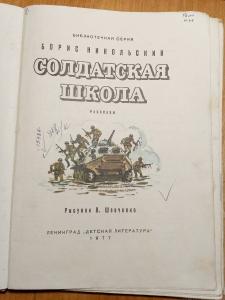 БИБЛИОТЕЧНАЯ СЕРИЯ
БОРИС НИКОЛЬСКИЙ
СОЛДАТСКАЯ
ШКОЛА
РАССКАЗЫ
Рисунки В. Шевченко
ЛЕНИНГРАД „ДЕТСКАЯ ЛИТЕРАТУРА"
1977